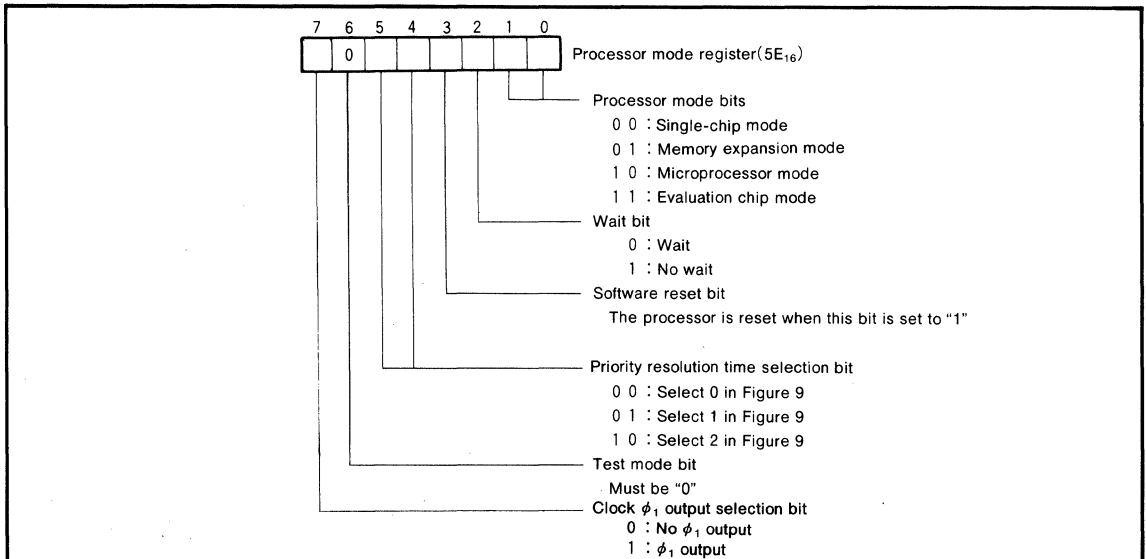 7 6 5 4 3 2 1 0
0
Processor mode register(5E₁₆)
Processor mode bits
0 0 : Single-chip mode
0 1 : Memory expansion mode
1 0 : Microprocessor mode
1 1 : Evaluation chip mode
Wait bit
0 : Wait
1 : No wait
Software reset bit
The processor is reset when this bit is set to “1”
Priority resolution time selection bit
0 0 : Select 0 in Figure 9
0 1 : Select 1 in Figure 9
1 0 : Select 2 in Figure 9
Test mode bit
Must be “0”
Clock ϕ₁ output selection bit
0 : No ϕ₁ output
1 : ϕ₁ output